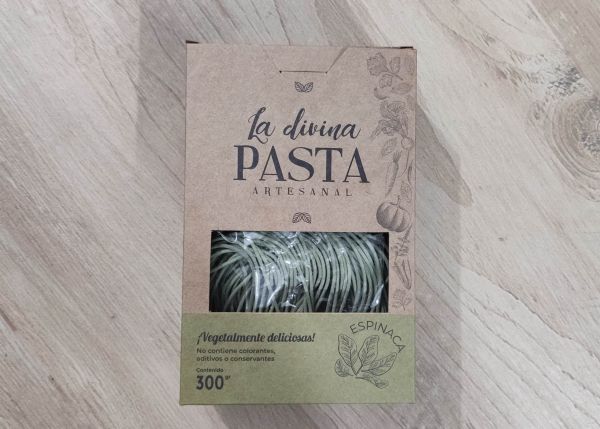 La divina
PASTA
ARTESANAL
¡Vegetalmente deliciosas!
No contiene colorantes,
aditivos o conservantes
Contenido
300gr
ESPINACA